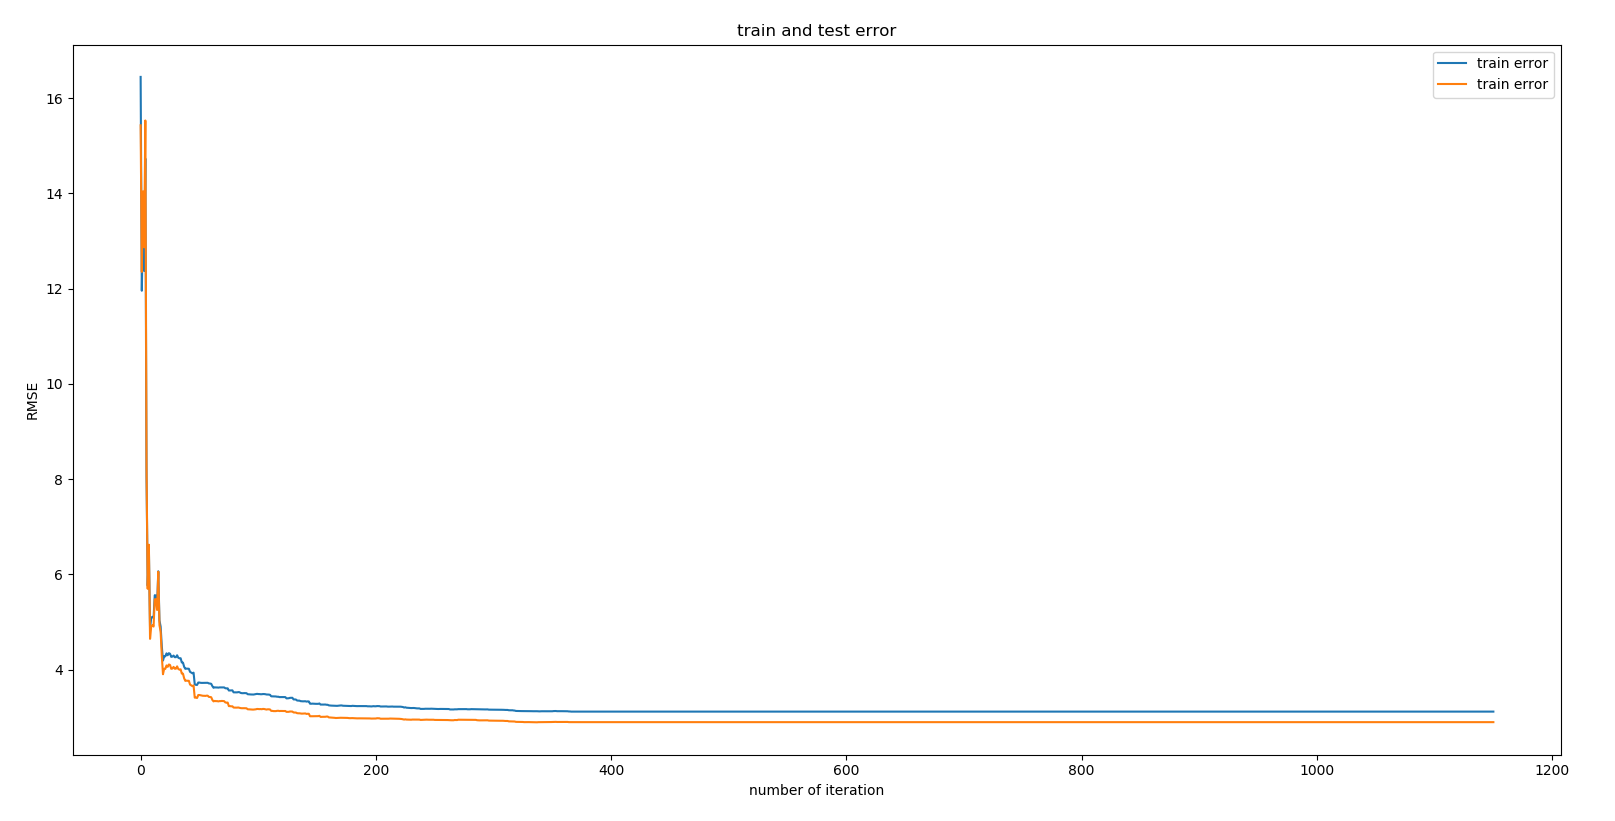 train and test error
train error
train error
16
14
12
10
8
6
4
RMSE
0 200 400 600 800 1000 1200
number of iteration